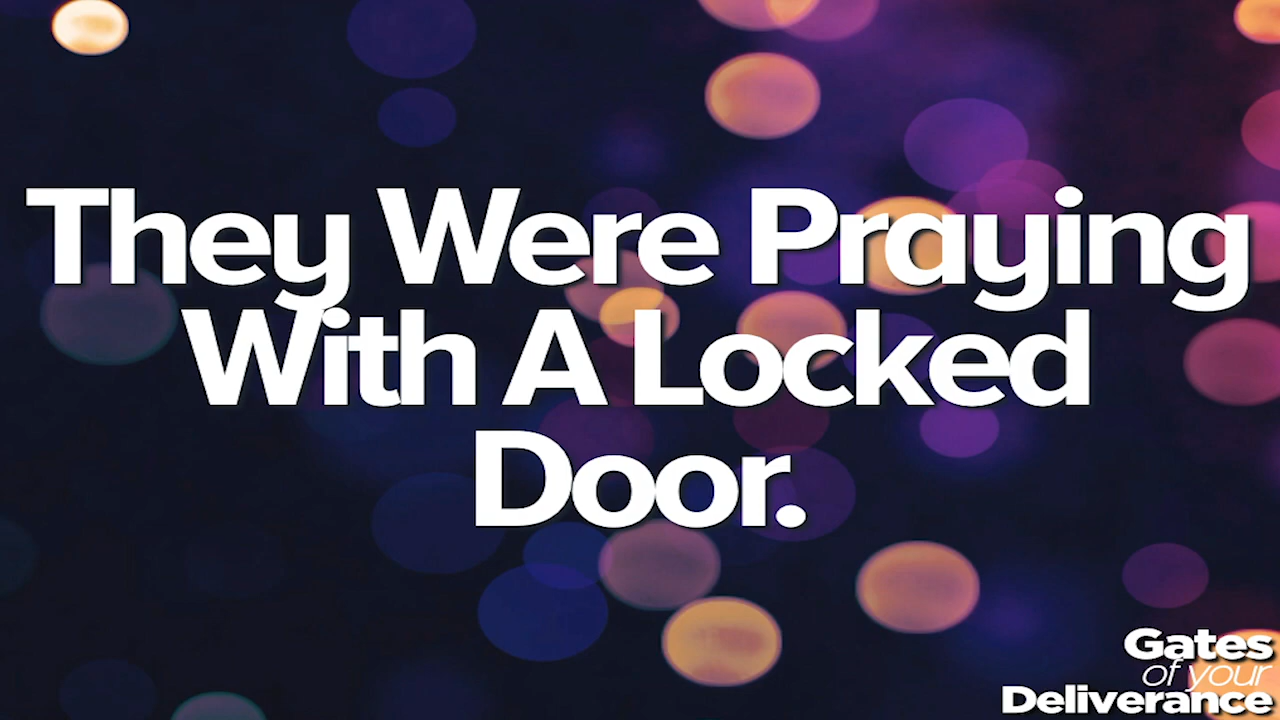 They Were Praying
With A Locked
Door.
Gates
of your
Deliverance